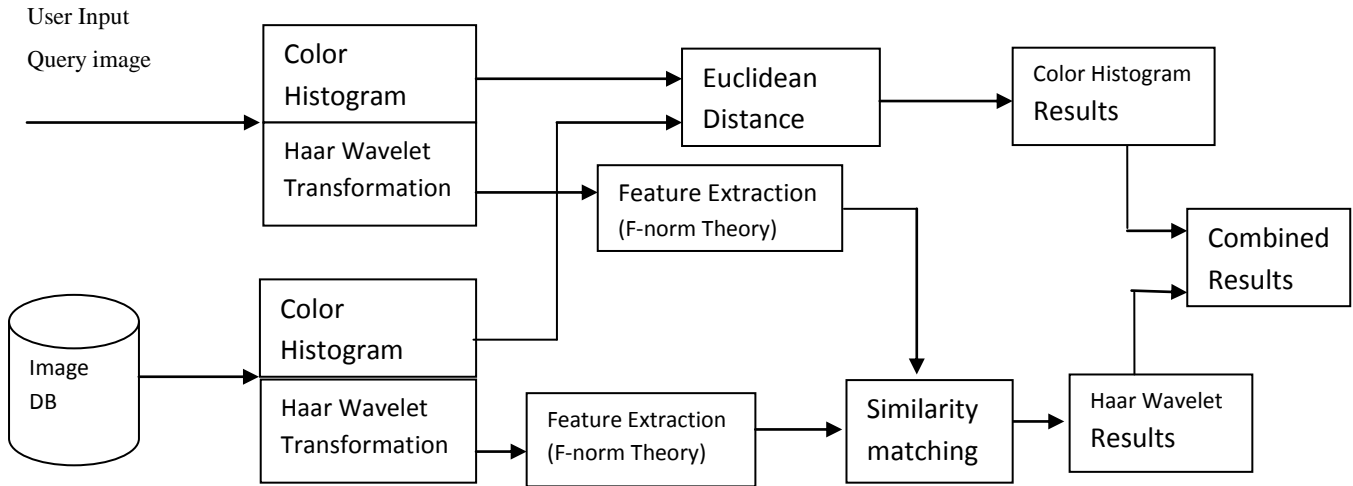 User Input
Query image
Color
Histogram
Haar Wavelet
Transformation
Euclidean
Distance
Color Histogram
Results
Feature Extraction
(F-norm Theory)
Combined
Results
Image
DB
Color
Histogram
Haar Wavelet
Transformation
Feature Extraction
(F-norm Theory)
Similarity
matching
Haar Wavelet
Results